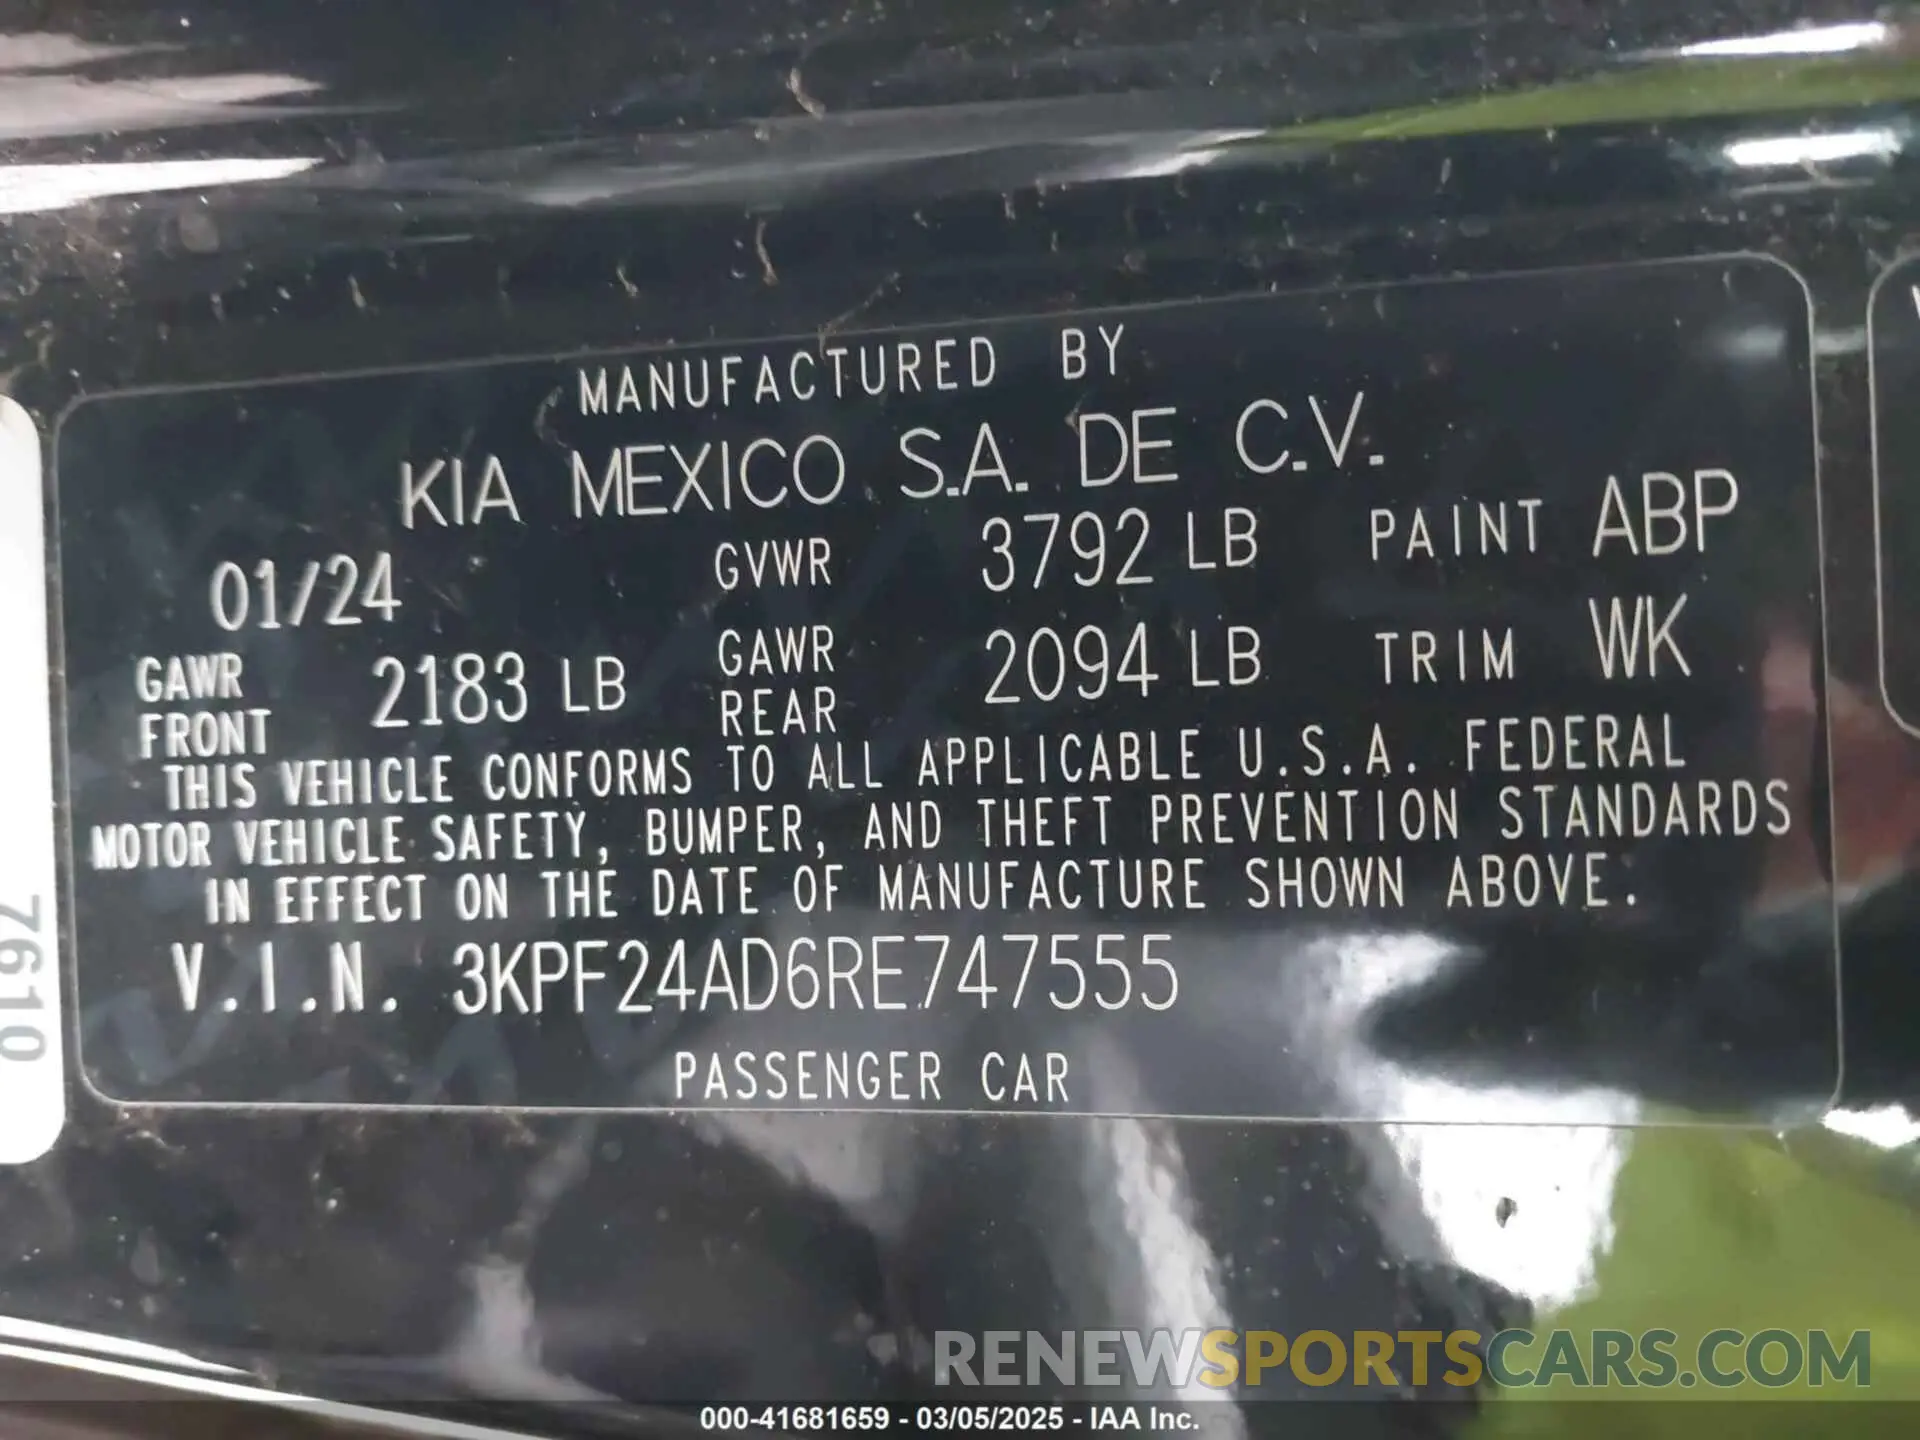 MANUFACTURED BY
KIA MEXICO S.A. DE C.V.
01/24 GVWR 3792 LB PAINT ABP
GAWR FRONT 2183 LB GAWR REAR 2094 LB TRIM WK
THIS VEHICLE CONFORMS TO ALL APPLICABLE U.S.A. FEDERAL
MOTOR VEHICLE SAFETY, BUMPER, AND THEFT PREVENTION STANDARDS
IN EFFECT ON THE DATE OF MANUFACTURE SHOWN ABOVE.
V.I.N. 3KPF24AD6RE747555
PASSENGER CAR
7610
RENEWSPORTSCARS.COM
000-41681659 - 03/05/2025 - IAA Inc.